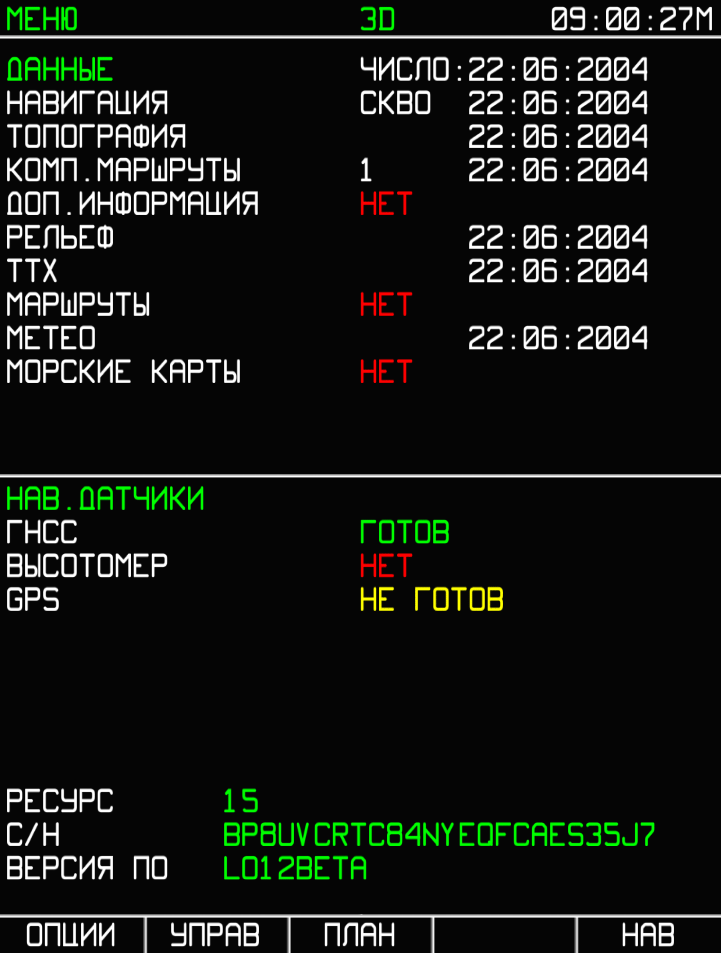 МЕНЮ 3D 09:00:27М
ДАННЫЕ ЧИСЛО:22:06:2004
НАВИГАЦИЯ СКВО 22:06:2004
ТОПОГРАФИЯ 22:06:2004
КОМП.МАРШРУТЫ 1 22:06:2004
ДОП.ИНФОРМАЦИЯ НЕТ
РЕЛЬЕФ 22:06:2004
ТТХ 22:06:2004
МАРШРУТЫ НЕТ
МЕТЕО 22:06:2004
МОРСКИЕ КАРТЫ НЕТ
НАВ.ДАТЧИКИ
ГНСС ГОТОВ
ВЫСОТОМЕР НЕТ
GPS НЕ ГОТОВ
РЕСУРС 15
С/Н BP8UVCRTC84NYEQFCAES35J7
ВЕРСИЯ ПО L012BETA
ОПЦИИ УПРАВ ПЛАН НАВ